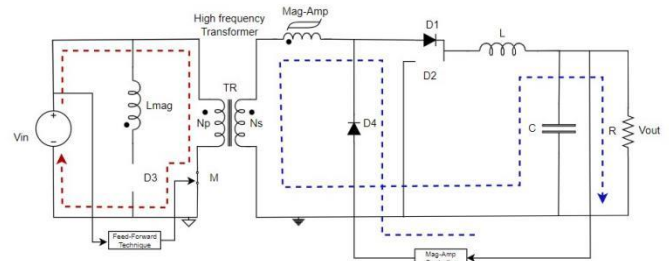 High frequency
Transformer
Mag-Amp
D1
L
TR
D2
Lmag
Vin
Np
Ns
D4
C
R
Vout
D3
M
Feed-Forward
Technique
Mag-Amp